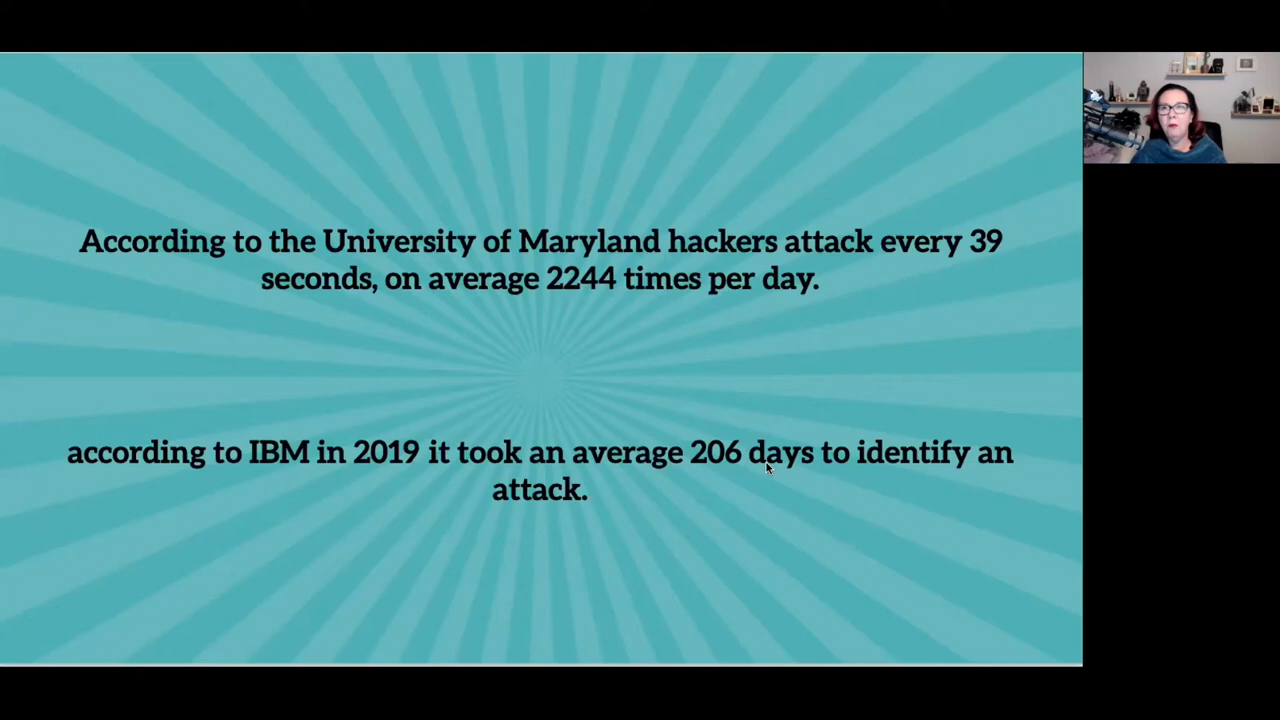 According to the University of Maryland hackers attack every 39
seconds, on average 2244 times per day.
according to IBM in 2019 it took an average 206 days to identify an
attack.